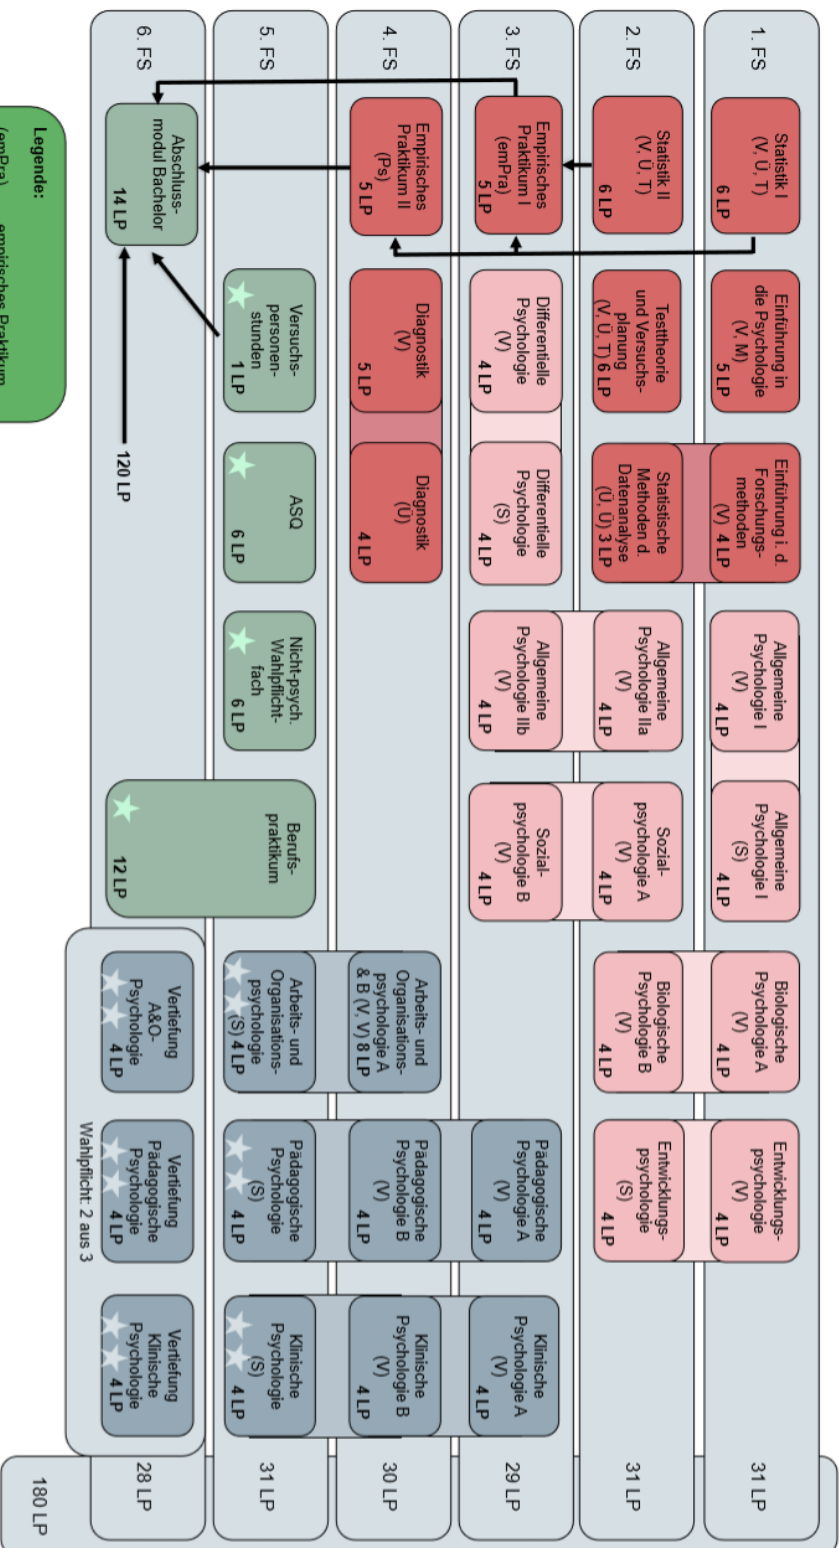 1. FS
Statistik I
(V, Ü, T)
6 LP
Einführung in
die Psychologie
(V, M)
5 LP
Einführung i. d.
Forschungs-
methoden
(V) 4 LP
Allgemeine
Psychologie I
(V)
4 LP
Allgemeine
Psychologie I
(S)
4 LP
Biologische
Psychologie A
(V)
4 LP
Entwicklungs-
psychologie
(V)
4 LP
31 LP
2. FS
Statistik II
(V, Ü, T)
6 LP
Testtheorie
und Versuchs-
planung
(V, Ü, T) 6 LP
Statistische
Methoden d.
Datenanalyse
(Ü, Ü) 3 LP
Allgemeine
Psychologie IIa
(V)
4 LP
Sozial-
psychologie A
(V)
4 LP
Biologische
Psychologie B
(V)
4 LP
Entwicklungs-
psychologie
(S)
4 LP
31 LP
3. FS
Empirisches
Praktikum I
(emPra)
5 LP
Differentielle
Psychologie
(V)
4 LP
Differentielle
Psychologie
(S)
4 LP
Allgemeine
Psychologie IIb
(V)
4 LP
Sozial-
psychologie B
(V)
4 LP
Pädagogische
Psychologie A
(V)
4 LP
Klinische
Psychologie A
(V)
4 LP
29 LP
4. FS
Empirisches
Praktikum II
(Ps)
5 LP
Diagnostik
(V)
5 LP
Diagnostik
(Ü)
4 LP
Arbeits- und
Organisations-
psychologie A
& B (V, V) 8 LP
Pädagogische
Psychologie B
(V)
4 LP
Klinische
Psychologie B
(V)
4 LP
30 LP
5. FS
Versuchs-
personen-
stunden
1 LP
ASQ
6 LP
Nicht-psych.
Wahlpflicht-
fach
6 LP
Berufs-
praktikum
12 LP
Arbeits- und
Organisations-
psychologie
(S) 4 LP
Pädagogische
Psychologie
(S)
4 LP
Klinische
Psychologie
(S)
4 LP
31 LP
6. FS
Abschluss-
modul Bachelor
14 LP
120 LP
Vertiefung
A&O-
Psychologie
4 LP
Vertiefung
Pädagogische
Psychologie
4 LP
Vertiefung
Klinische
Psychologie
4 LP
Wahlpflicht: 2 aus 3
28 LP
180 LP
Legende:
(emPra) empirisches Praktikum